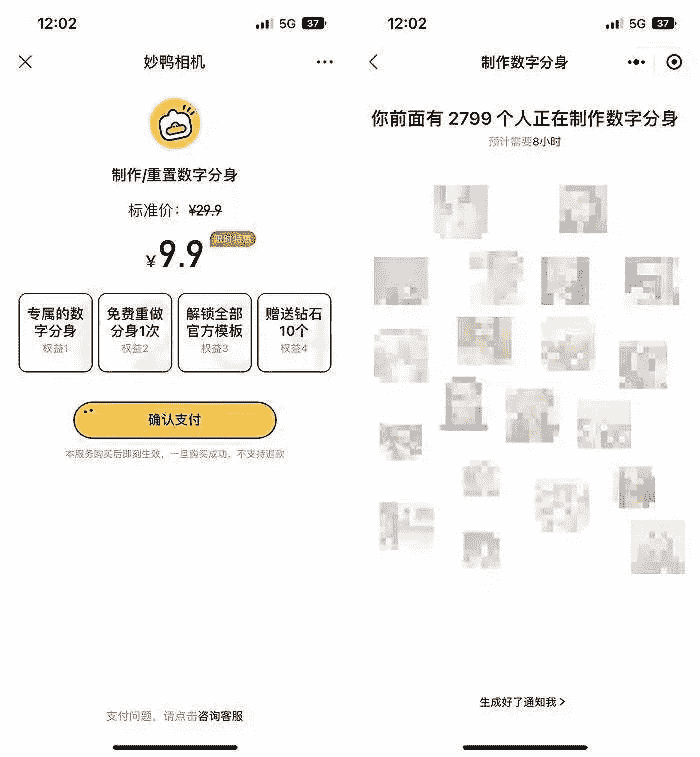 12:02
5G
37
妙鸭相机
制作/重置数字分身
标准价：¥29.9
¥9.9
限时特惠
专属的数
字分身
权益1
免费重做
分身1次
权益2
解锁全部
官方模板
权益3
赠送钻石
10个
权益4
确认支付
本服务购买后即刻生效，一旦购买成功，不支持退款
支付问题，请点击咨询客服
12:02
5G
37
制作数字分身
你前面有 2799 个人正在制作数字分身
预计需要8小时
生成好了通知我